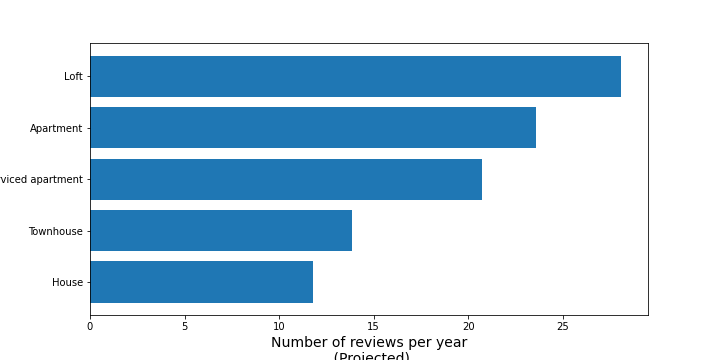 Loft
Apartment
viced apartment
Townhouse
House
0 5 10 15 20 25
Number of reviews per year
(Projected)